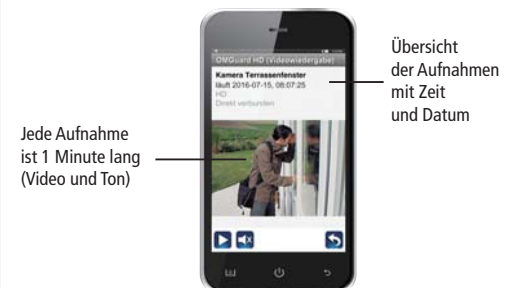 OMGuard HD (Videowiedergabe)
Kamera Terrassenfenster
läuft 2016-07-15, 08:07:25
HD
Direkt verbunden
Übersicht
der Aufnahmen
mit Zeit
und Datum
Jede Aufnahme
ist 1 Minute lang
(Video und Ton)